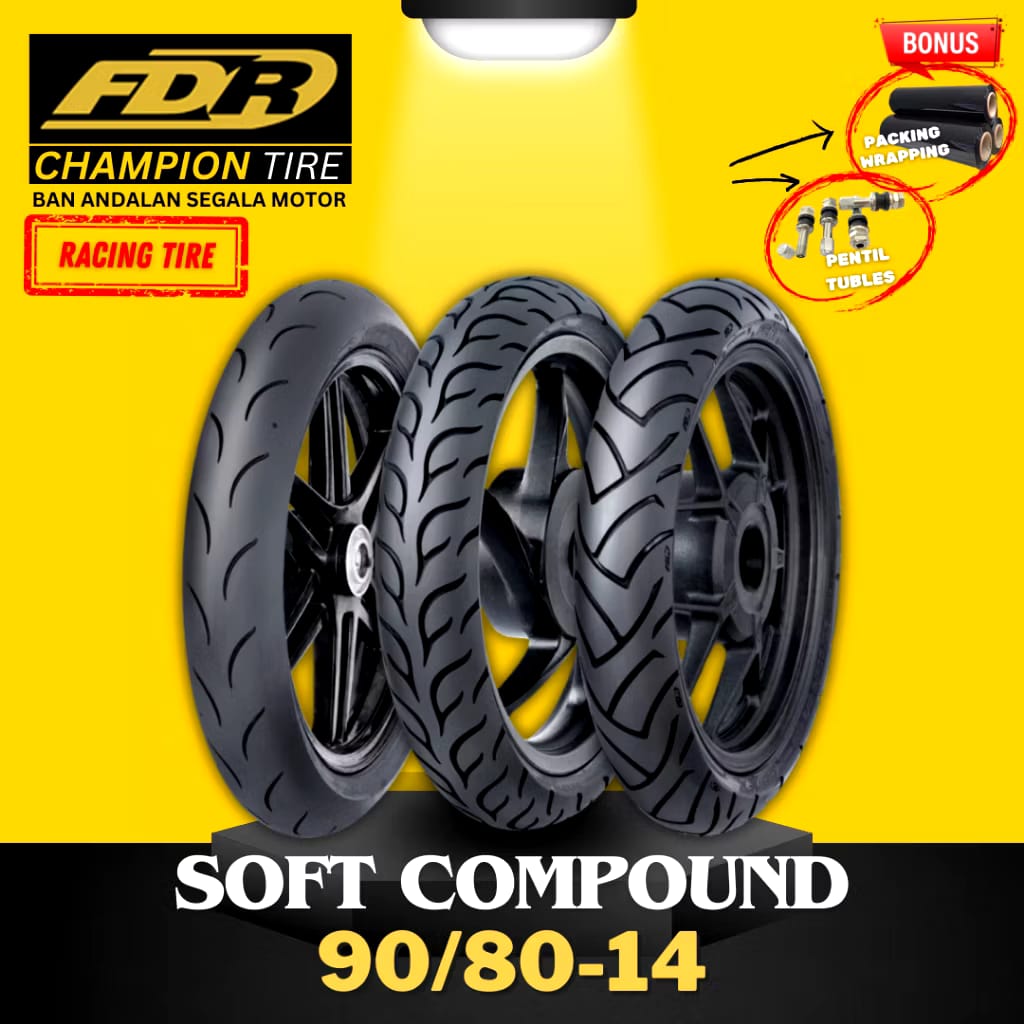 FDR
CHAMPION TIRE
BAN ANDALAN SEGALA MOTOR
RACING TIRE
BONUS
PACKING
WRAPPING
PENTIL
TUBLES
SOFT COMPOUND
90/80-14